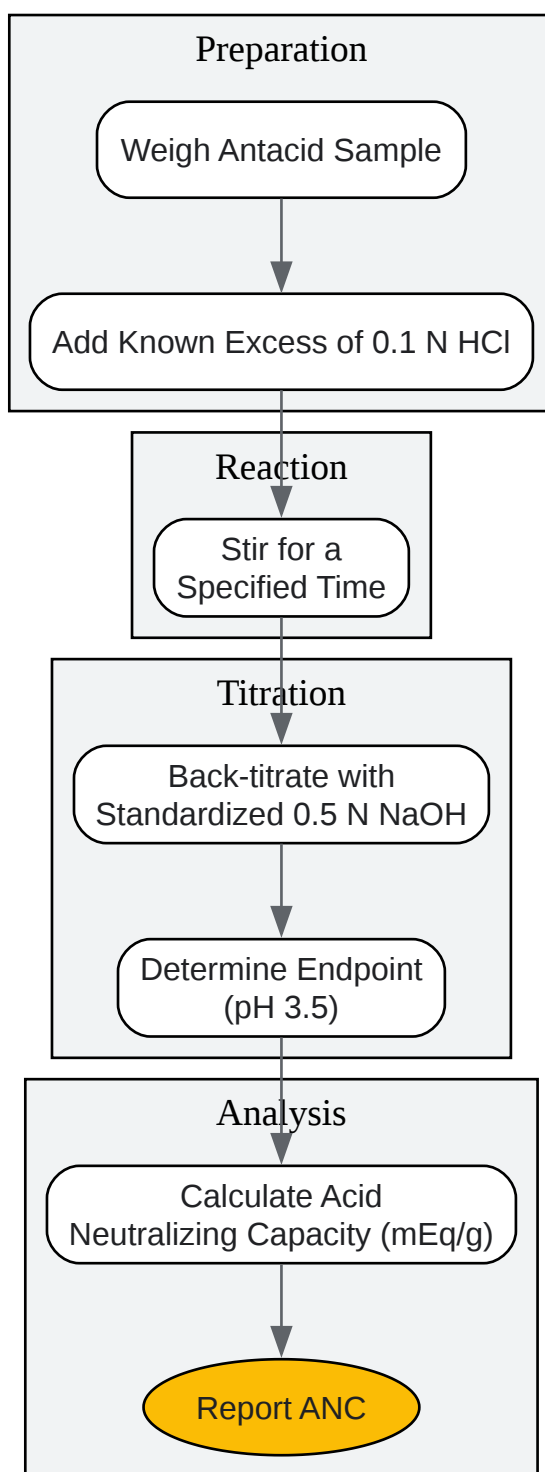 Preparation
Weigh Antacid Sample
Add Known Excess of 0.1 N HCl
Reaction
Stir for a
Specified Time
Titration
Back-titrate with
Standardized 0.5 N NaOH
Determine Endpoint
(pH 3.5)
Analysis
Calculate Acid
Neutralizing Capacity (mEq/g)
Report ANC